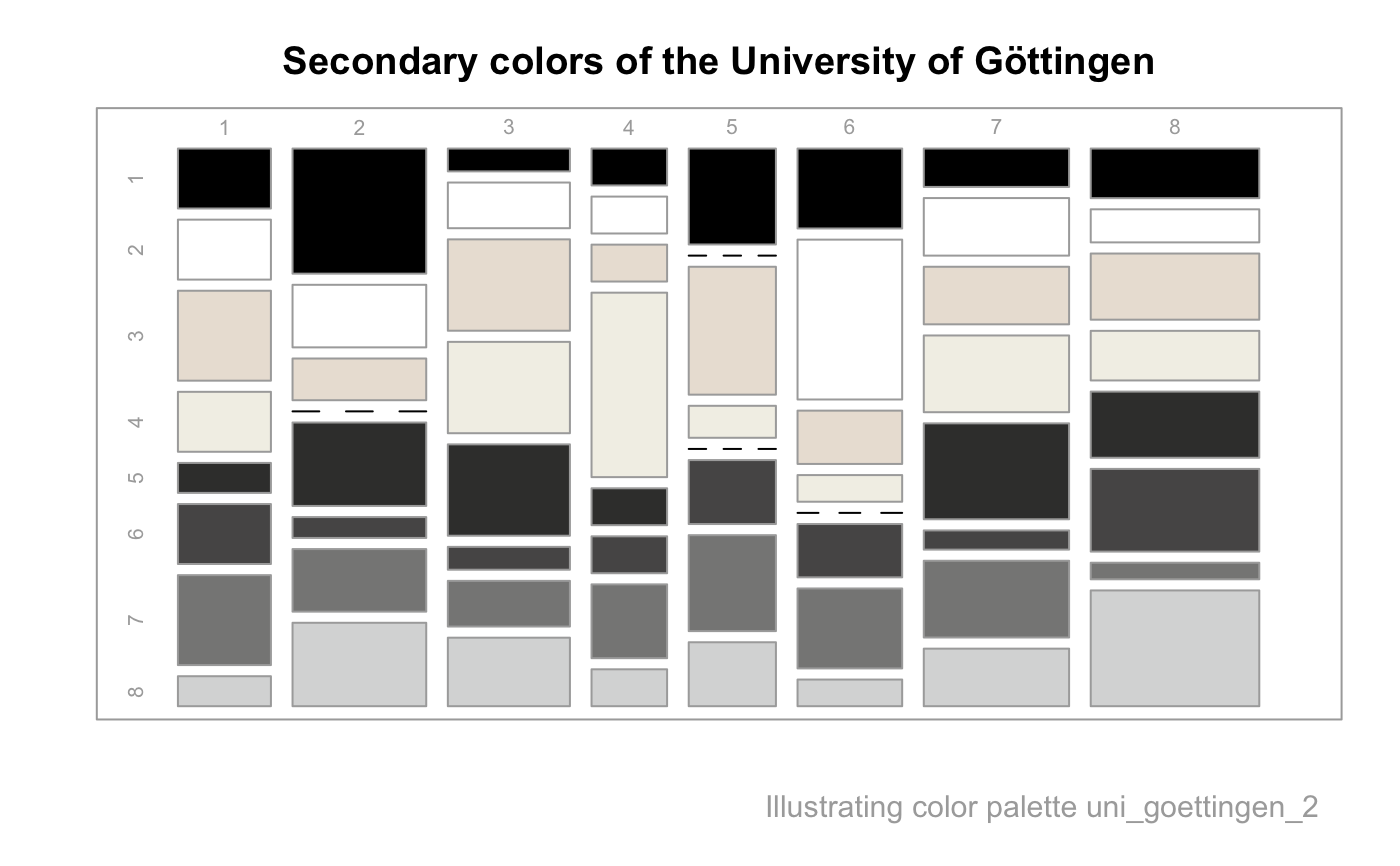 Secondary colors of the University of Göttingen
1 2 3 4 5 6 7 8
1
2
3
4
5
6
7
8
Illustrating color palette uni_goettingen_2